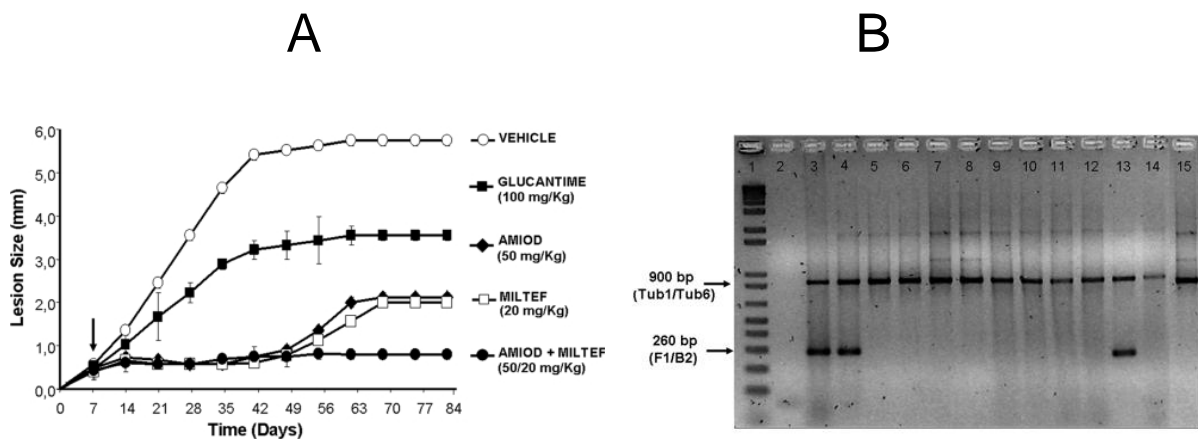 A
B
6,0
5,0
4,0
3,0
2,0
1,0
0,0
Lesion Size (mm)
0 7 14 21 28 35 42 49 56 63 70 77 84
Time (Days)
VEHICLE
GLUCANTIME
(100 mg/Kg)
AMIOD
(50 mg/Kg)
MILTEF
(20 mg/Kg)
AMIOD + MILTEF
(50/20 mg/Kg)
1 2 3 4 5 6 7 8 9 10 11 12 13 14 15
900 bp
(Tub1/Tub6)
260 bp
(F1/B2)